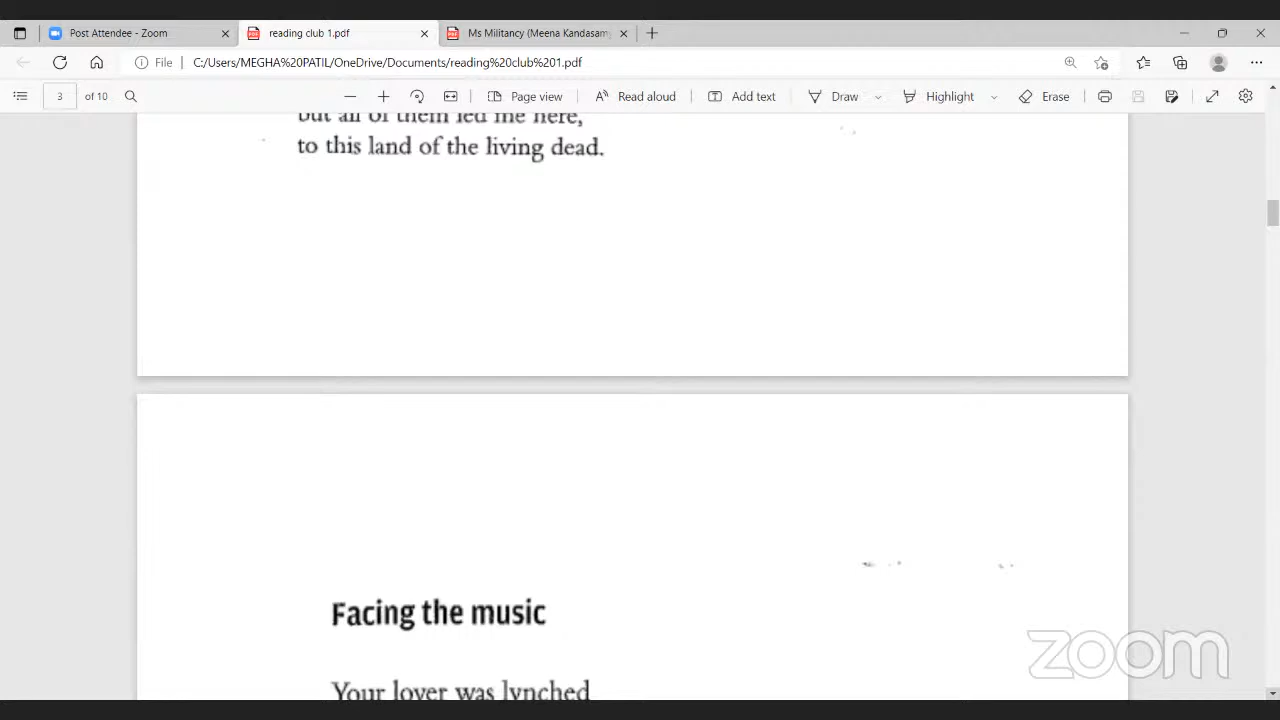 Post Attendee - Zoom
reading club 1.pdf
Ms Militancy (Meena Kandasamy
File
C:/Users/MEGHA%20PATIL/OneDrive/Documents/reading%20club%201.pdf
3 of 10
Page view
Read aloud
Add text
Draw
Highlight
Erase
but all of them led me here,
to this land of the living dead.
Facing the music
Your lover was lynched
zoom